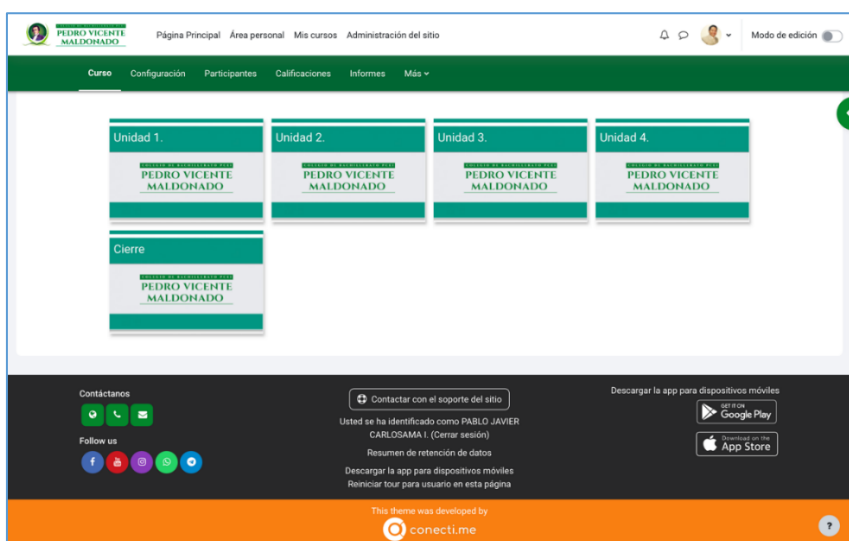 PEDRO VICENTE
MALDONADO
Página Principal Área personal Mis cursos Administración del sitio
Modo de edición
Curso Configuración Participantes Calificaciones Informes Más
Unidad 1. Unidad 2. Unidad 3. Unidad 4.
PEDRO VICENTE PEDRO VICENTE PEDRO VICENTE PEDRO VICENTE
MALDONADO MALDONADO MALDONADO MALDONADO
Cierre
PEDRO VICENTE
MALDONADO
Contáctanos
Follow us
Contactar con el soporte del sitio
Usted se ha identificado como PABLO JAVIER
CARLOSAMA I. (Cerrar sesión)
Resumen de retención de datos
Descargar la app para dispositivos móviles
Reiniciar tour para usuario en esta página
Descargar la app para dispositivos móviles
GET IT ON
Google Play
Download on the
App Store
This theme was developed by
conecti.me
?